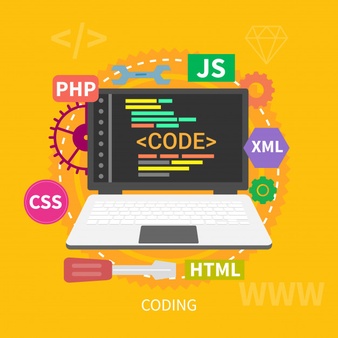 </>
JS
PHP
<CODE>
XML
CSS
HTML
CODING
WWW